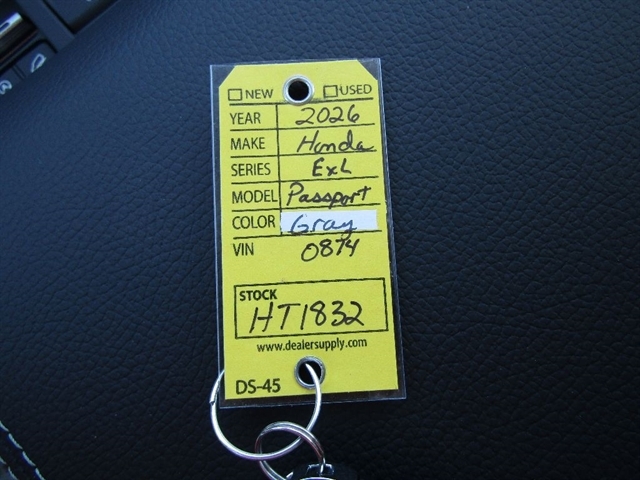 NEW USED
YEAR 2026
MAKE Honda
SERIES ExL
MODEL Passport
COLOR Gray
VIN 0874
STOCK
HT1832
www.dealersupply.com
DS-45